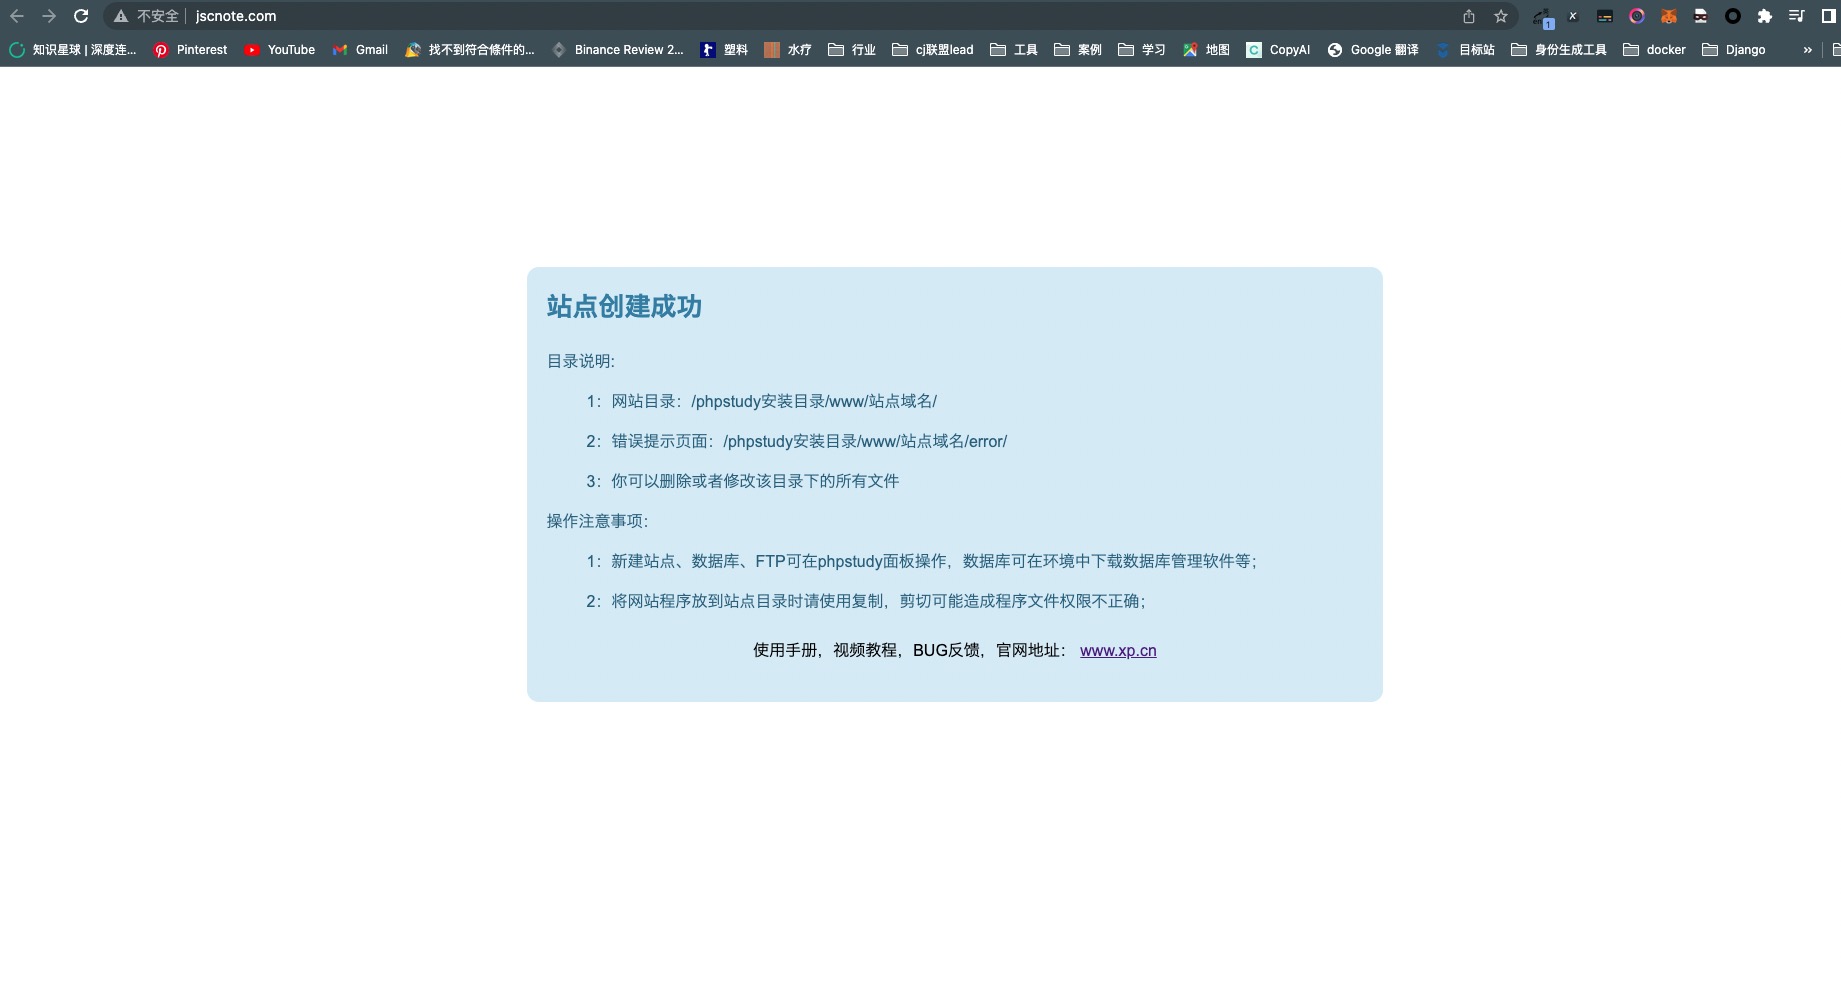 不安全 jscnote.com
知识星球 | 深度连... Pinterest YouTube Gmail 找不到符合條件的... Binance Review 2... 塑料 水疗 行业 cj联盟lead 工具 案例 学习 地图 CopyAI Google 翻译 目标站 身份生成工具 docker Django »
站点创建成功
目录说明:
1：网站目录：/phpstudy安装目录/www/站点域名/
2：错误提示页面：/phpstudy安装目录/www/站点域名/error/
3：你可以删除或者修改该目录下的所有文件
操作注意事项：
1：新建站点、数据库、FTP可在phpstudy面板操作，数据库可在环境中下载数据库管理软件等；
2：将网站程序放到站点目录时请使用复制，剪切可能造成程序文件权限不正确；
使用手册，视频教程，BUG反馈，官网地址： www.xp.cn